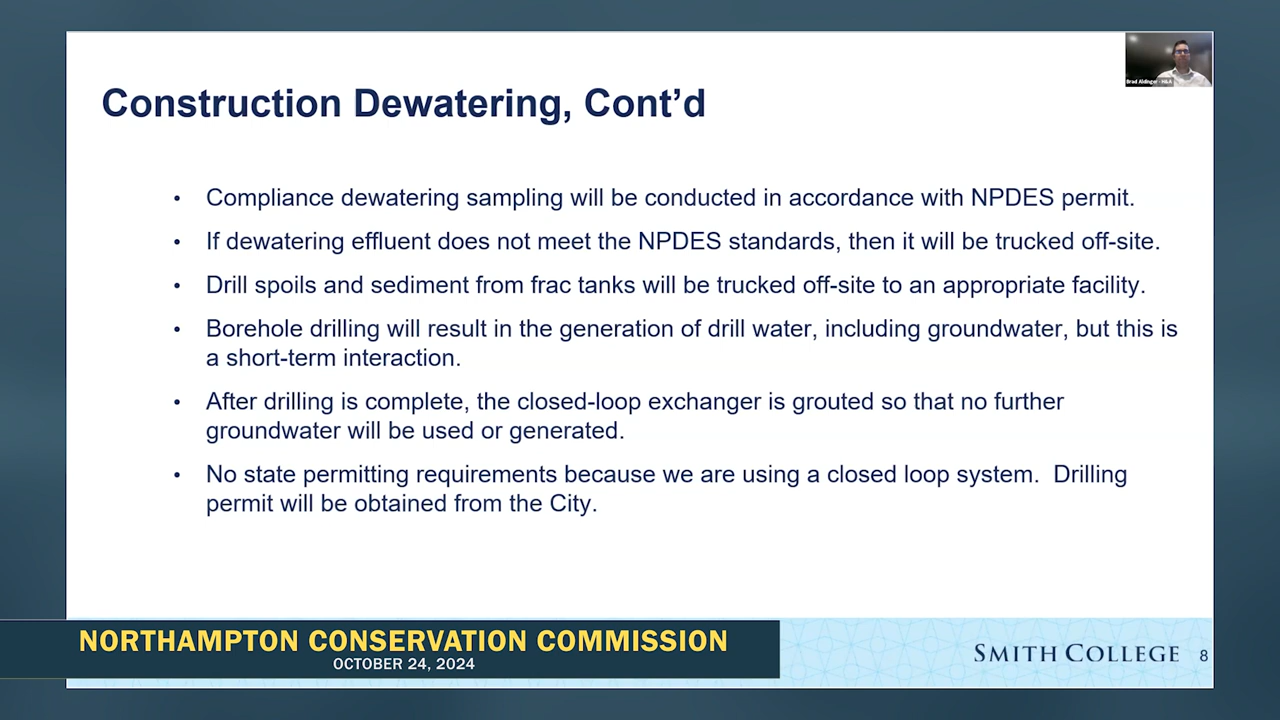 Brad Aldinger - H&A
Construction Dewatering, Cont’d
• Compliance dewatering sampling will be conducted in accordance with NPDES permit.
• If dewatering effluent does not meet the NPDES standards, then it will be trucked off-site.
• Drill spoils and sediment from frac tanks will be trucked off-site to an appropriate facility.
• Borehole drilling will result in the generation of drill water, including groundwater, but this is
a short-term interaction.
• After drilling is complete, the closed-loop exchanger is grouted so that no further
groundwater will be used or generated.
• No state permitting requirements because we are using a closed loop system.  Drilling
permit will be obtained from the City.
NORTHAMPTON CONSERVATION COMMISSION
OCTOBER 24, 2024
SMITH COLLEGE 8